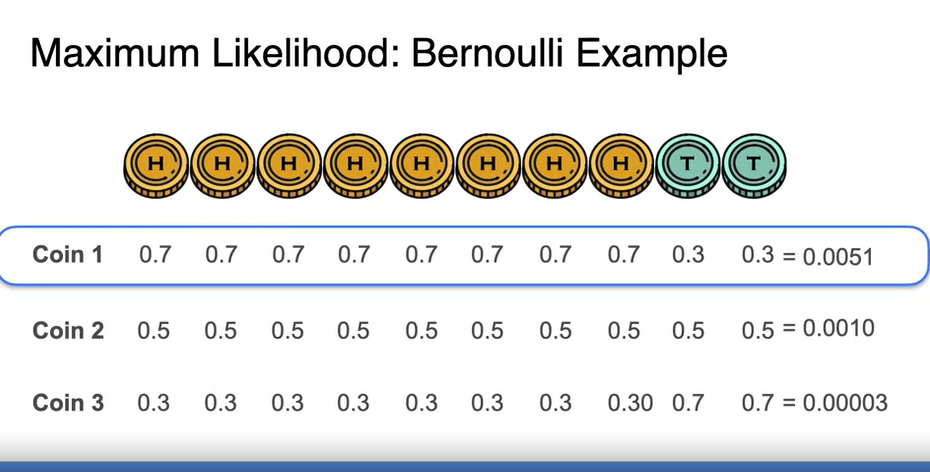 Maximum Likelihood: Bernoulli Example
H H H H H H H H T T
Coin 1 0.7 0.7 0.7 0.7 0.7 0.7 0.7 0.7 0.3 0.3 = 0.0051
Coin 2 0.5 0.5 0.5 0.5 0.5 0.5 0.5 0.5 0.5 0.5 = 0.0010
Coin 3 0.3 0.3 0.3 0.3 0.3 0.3 0.3 0.30 0.7 0.7 = 0.00003